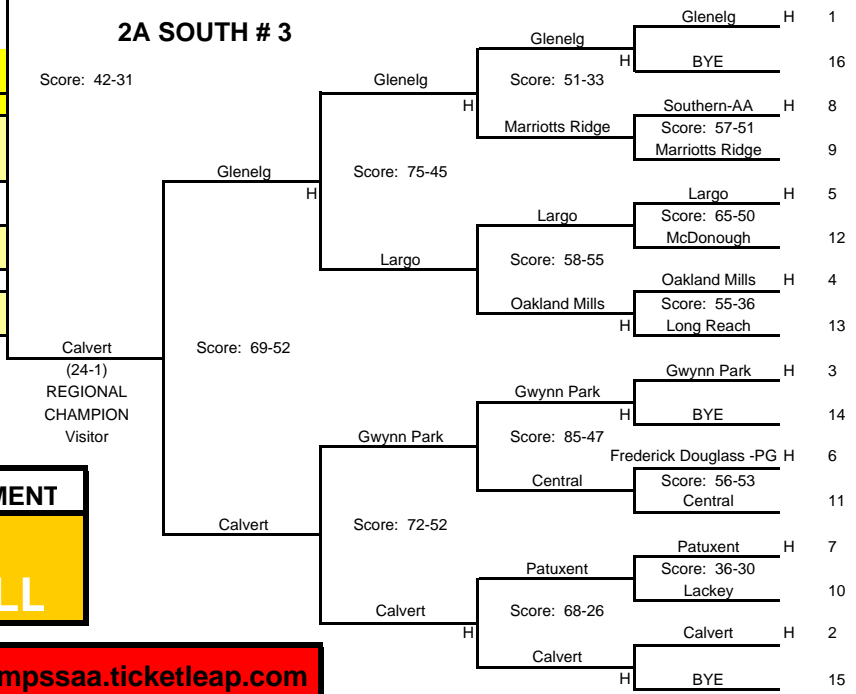 Glenelg H 1
2A SOUTH # 3
Glenelg
H BYE 16
Score: 42-31
Glenelg
Score: 51-33
H
Southern-AA H 8
Marriotts Ridge
Score: 57-51
Marriotts Ridge 9
Glenelg
Score: 75-45
H
Largo H 5
Largo
Score: 65-50
McDonough 12
Largo
Score: 58-55
Oakland Mills H 4
Oakland Mills
Score: 55-36
H Long Reach 13
Calvert
Score: 69-52
(24-1)
REGIONAL
CHAMPION
Visitor
Gwynn Park H 3
Gwynn Park
H BYE 14
Gwynn Park
Score: 85-47
Frederick Douglass -PG H 6
Central
Score: 56-53
Central 11
MENT
LL
Calvert
Score: 72-52
Patuxent H 7
Patuxent
Score: 36-30
Lackey 10
Calvert
Score: 68-26
H
Calvert H 2
Calvert
H BYE 15
mpssaa.ticketleap.com